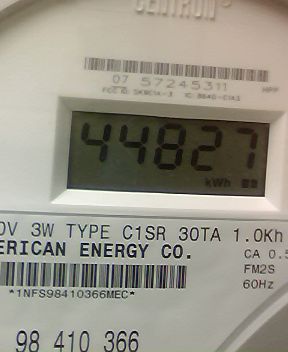 CENTRON
07 57245311
44827
kWh
0V 3W TYPE C1SR 30TA 1.0Kh
ERICAN ENERGY CO.
CA 0.5
FM2S
60Hz
*1NFS98410366MEC*
98 410 366